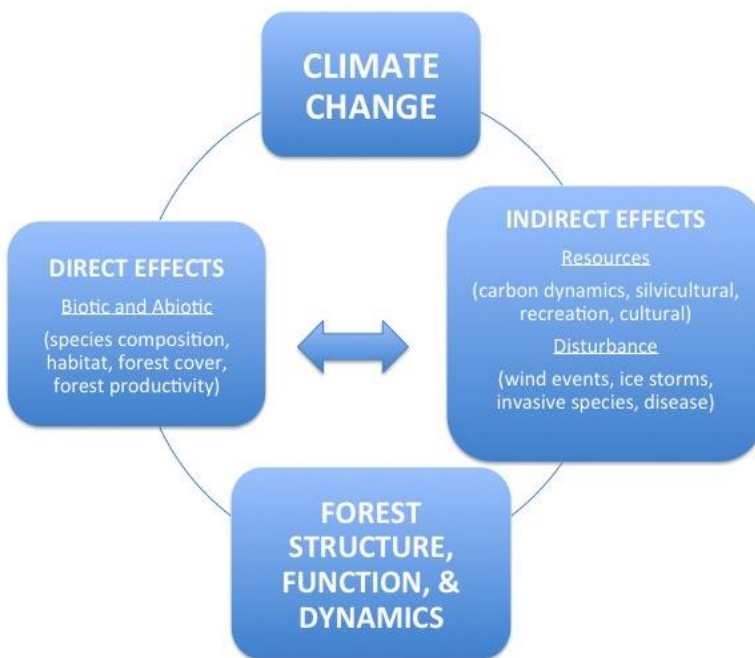 CLIMATE
CHANGE
DIRECT EFFECTS
Biotic and Abiotic
(species composition,
habitat, forest cover,
forest productivity)
INDIRECT EFFECTS
Resources
(carbon dynamics, silvicultural,
recreation, cultural)
Disturbance
(wind events, ice storms,
invasive species, disease)
FOREST
STRUCTURE,
FUNCTION, &
DYNAMICS